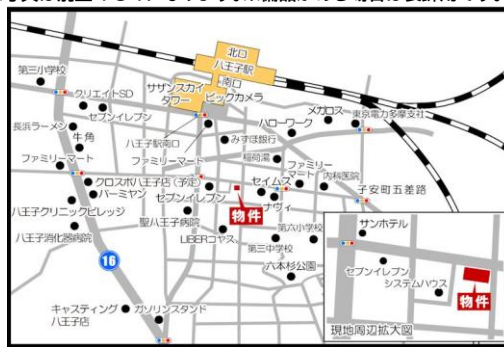 北口
八王子駅
南口
第三小学校
サザンスカイ
タワー
ビックカメラ
クリエイトSD
メガロス
東京電力多摩支社
セブンイレブン
ハローワーク
長浜ラーメン
八王子駅南口
みずほ銀行
牛角
ファミリーマート
稲荷湯
ファミリーマート
ファミリー
マート
内科医院
子安町五差路
クロスポ八王子店(予定)
セイムス
バーミヤン
セブンイレブン
物件
ナヴィ
八王子クリニックビレッジ
聖八王子病院
第六小学校
サンホテル
八王子消化器病院
LIBERコヤス
第三中学校
セブンイレブン
16
六本杉公園
システムハウス
物件
キャスティング
八王子店
ガソリンスタンド
現地周辺拡大図